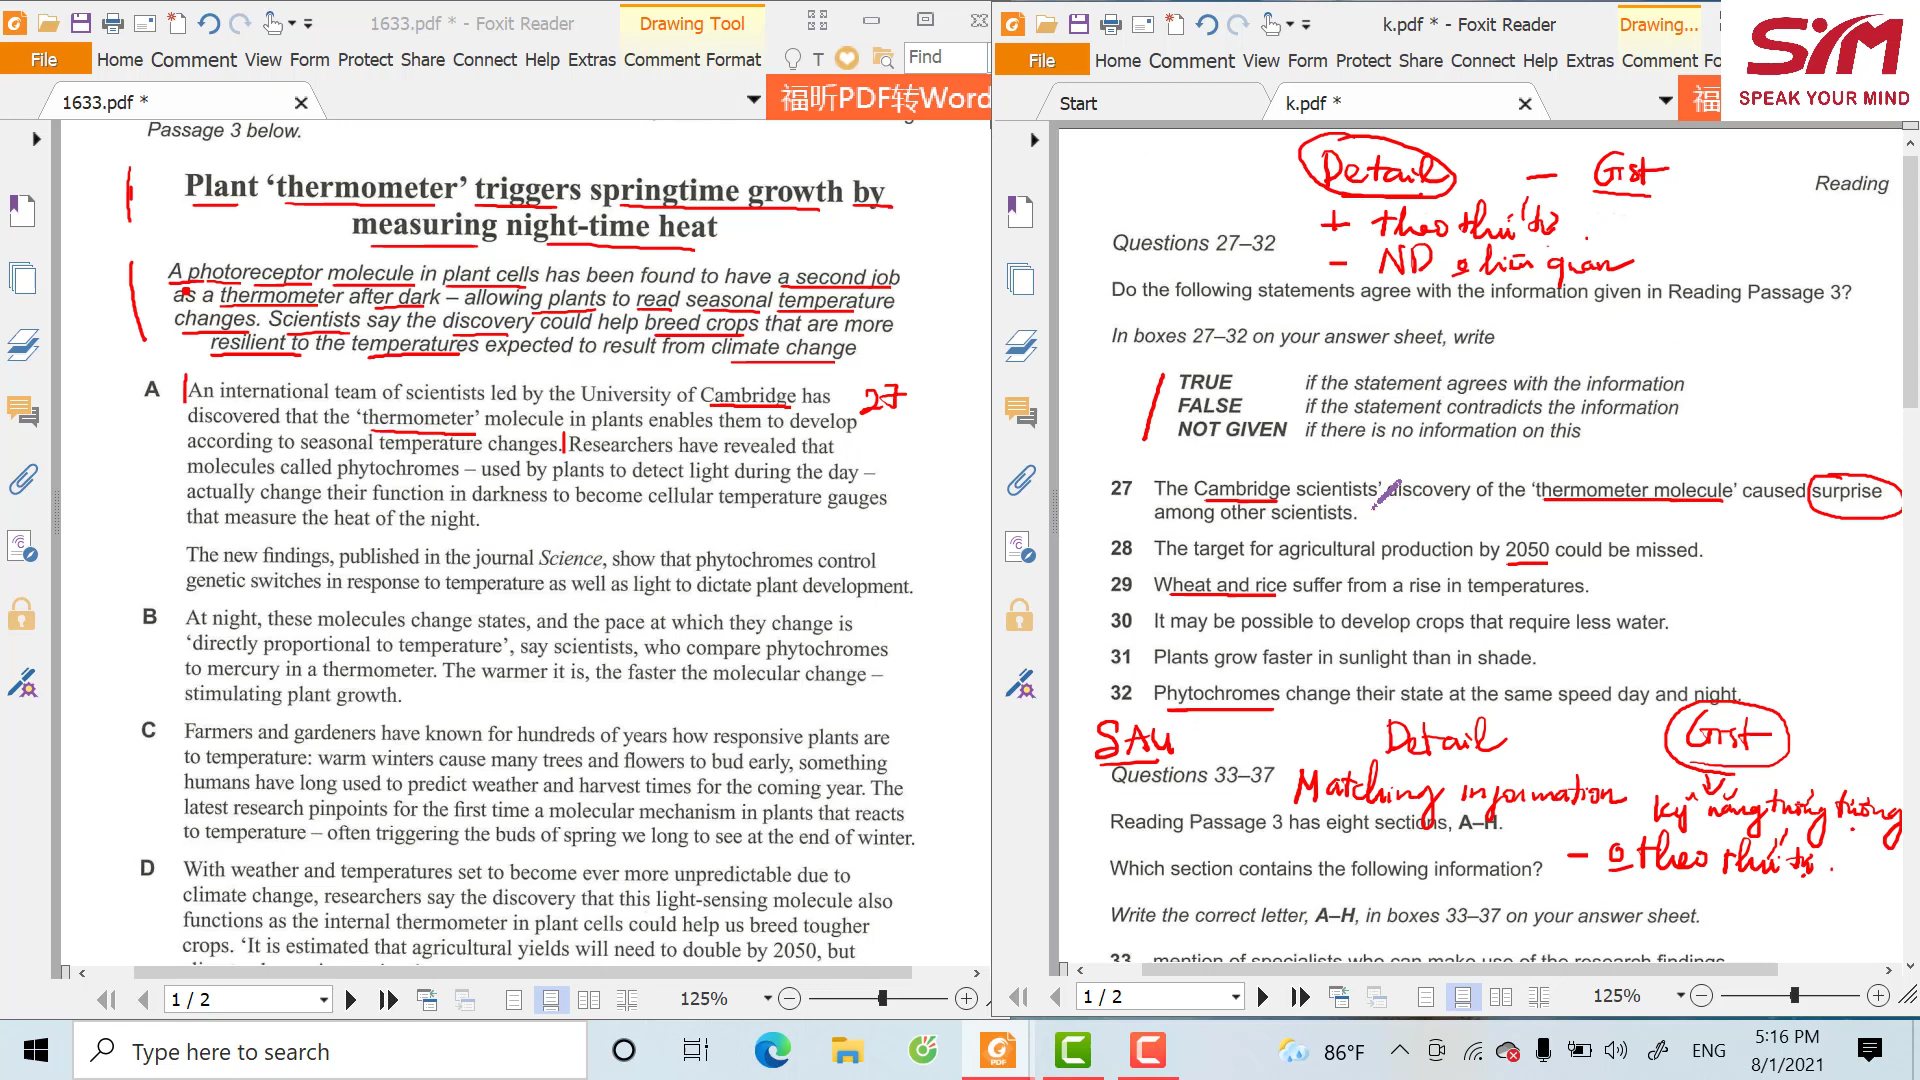 1633.pdf * - Foxit Reader
Drawing Tool
File Home Comment View Form Protect Share Connect Help Extras Comment Format
Find
1633.pdf *
福昕PDF转Word
Passage 3 below.
Plant ‘thermometer’ triggers springtime growth by
measuring night-time heat
A photoreceptor molecule in plant cells has been found to have a second job
as a thermometer after dark – allowing plants to read seasonal temperature
changes. Scientists say the discovery could help breed crops that are more
resilient to the temperatures expected to result from climate change
A An international team of scientists led by the University of Cambridge has
discovered that the ‘thermometer’ molecule in plants enables them to develop
according to seasonal temperature changes. Researchers have revealed that
molecules called phytochromes – used by plants to detect light during the day –
actually change their function in darkness to become cellular temperature gauges
that measure the heat of the night.
27
The new findings, published in the journal Science, show that phytochromes control
genetic switches in response to temperature as well as light to dictate plant development.
B At night, these molecules change states, and the pace at which they change is
‘directly proportional to temperature’, say scientists, who compare phytochromes
to mercury in a thermometer. The warmer it is, the faster the molecular change –
stimulating plant growth.
C Farmers and gardeners have known for hundreds of years how responsive plants are
to temperature: warm winters cause many trees and flowers to bud early, something
humans have long used to predict weather and harvest times for the coming year. The
latest research pinpoints for the first time a molecular mechanism in plants that reacts
to temperature – often triggering the buds of spring we long to see at the end of winter.
D With weather and temperatures set to become ever more unpredictable due to
climate change, researchers say the discovery that this light-sensing molecule also
functions as the internal thermometer in plant cells could help us breed tougher
crops. ‘It is estimated that agricultural yields will need to double by 2050, but
1 / 2
125%
k.pdf * - Foxit Reader
Drawing...
File Home Comment View Form Protect Share Connect Help Extras Comment Fo
Start
k.pdf *
福
SIM
SPEAK YOUR MIND
Detail – Gist
+ theo thứ tự
- ND liên quan
Reading
Questions 27–32
Do the following statements agree with the information given in Reading Passage 3?
In boxes 27–32 on your answer sheet, write
TRUE if the statement agrees with the information
FALSE if the statement contradicts the information
NOT GIVEN if there is no information on this
27 The Cambridge scientists’ discovery of the ‘thermometer molecule’ caused surprise
among other scientists.
28 The target for agricultural production by 2050 could be missed.
29 Wheat and rice suffer from a rise in temperatures.
30 It may be possible to develop crops that require less water.
31 Plants grow faster in sunlight than in shade.
32 Phytochromes change their state at the same speed day and night.
SAU Detail Gist
Questions 33–37
Matching information
kỹ năng tưởng tượng
Reading Passage 3 has eight sections, A–H.
- 0 theo thứ tự.
Which section contains the following information?
Write the correct letter, A–H, in boxes 33–37 on your answer sheet.
33 mention of specialists who can make use of the research findings
1 / 2
125%
Type here to search
86°F
ENG
5:16 PM
8/1/2021